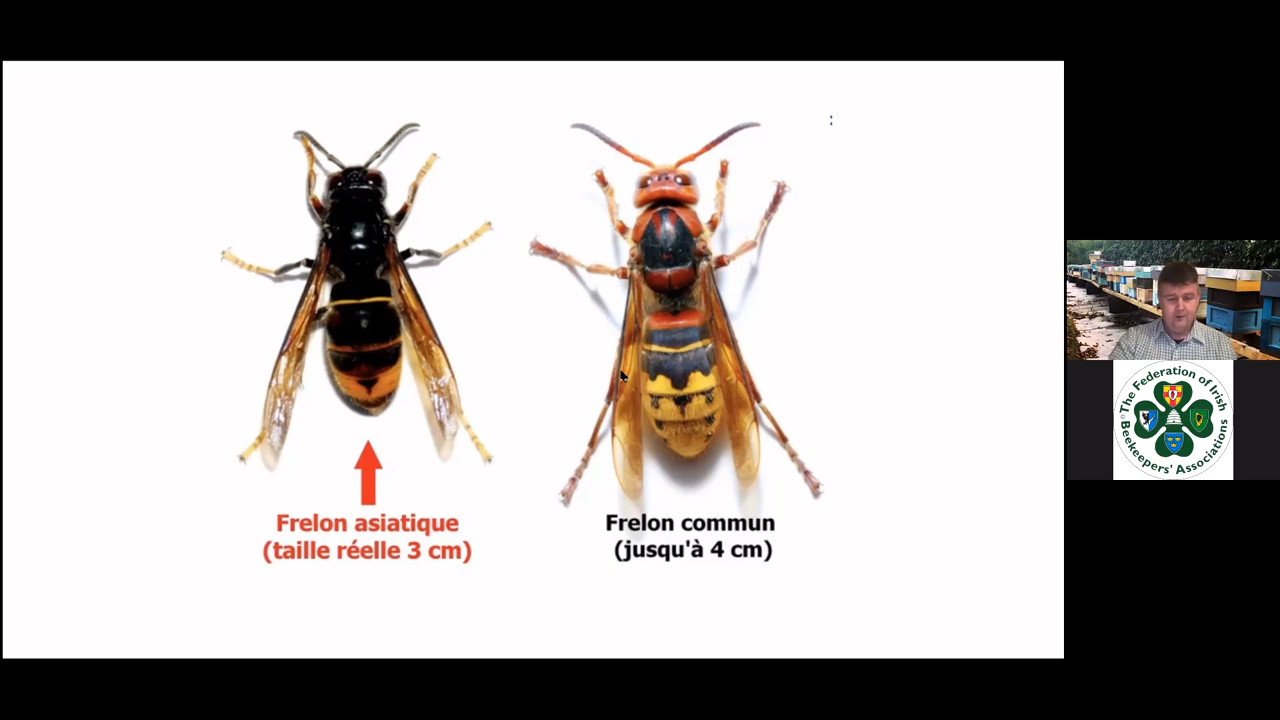 Frelon asiatique
(taille réelle 3 cm)
Frelon commun
(jusqu'à 4 cm)
The Federation of Irish
Beekeepers' Associations